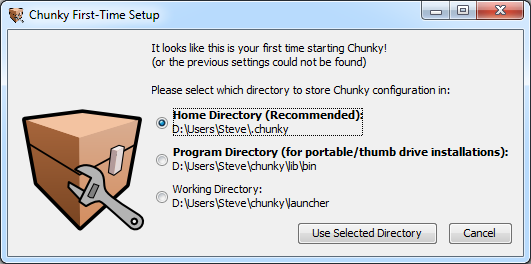 Chunky First-Time Setup
It looks like this is your first time starting Chunky!
(or the previous settings could not be found)
Please select which directory to store Chunky configuration in:
Home Directory (Recommended):
D:\Users\Steve\.chunky
Program Directory (for portable/thumb drive installations):
D:\Users\Steve\chunky\lib\bin
Working Directory:
D:\Users\Steve\chunky\launcher
Use Selected Directory
Cancel